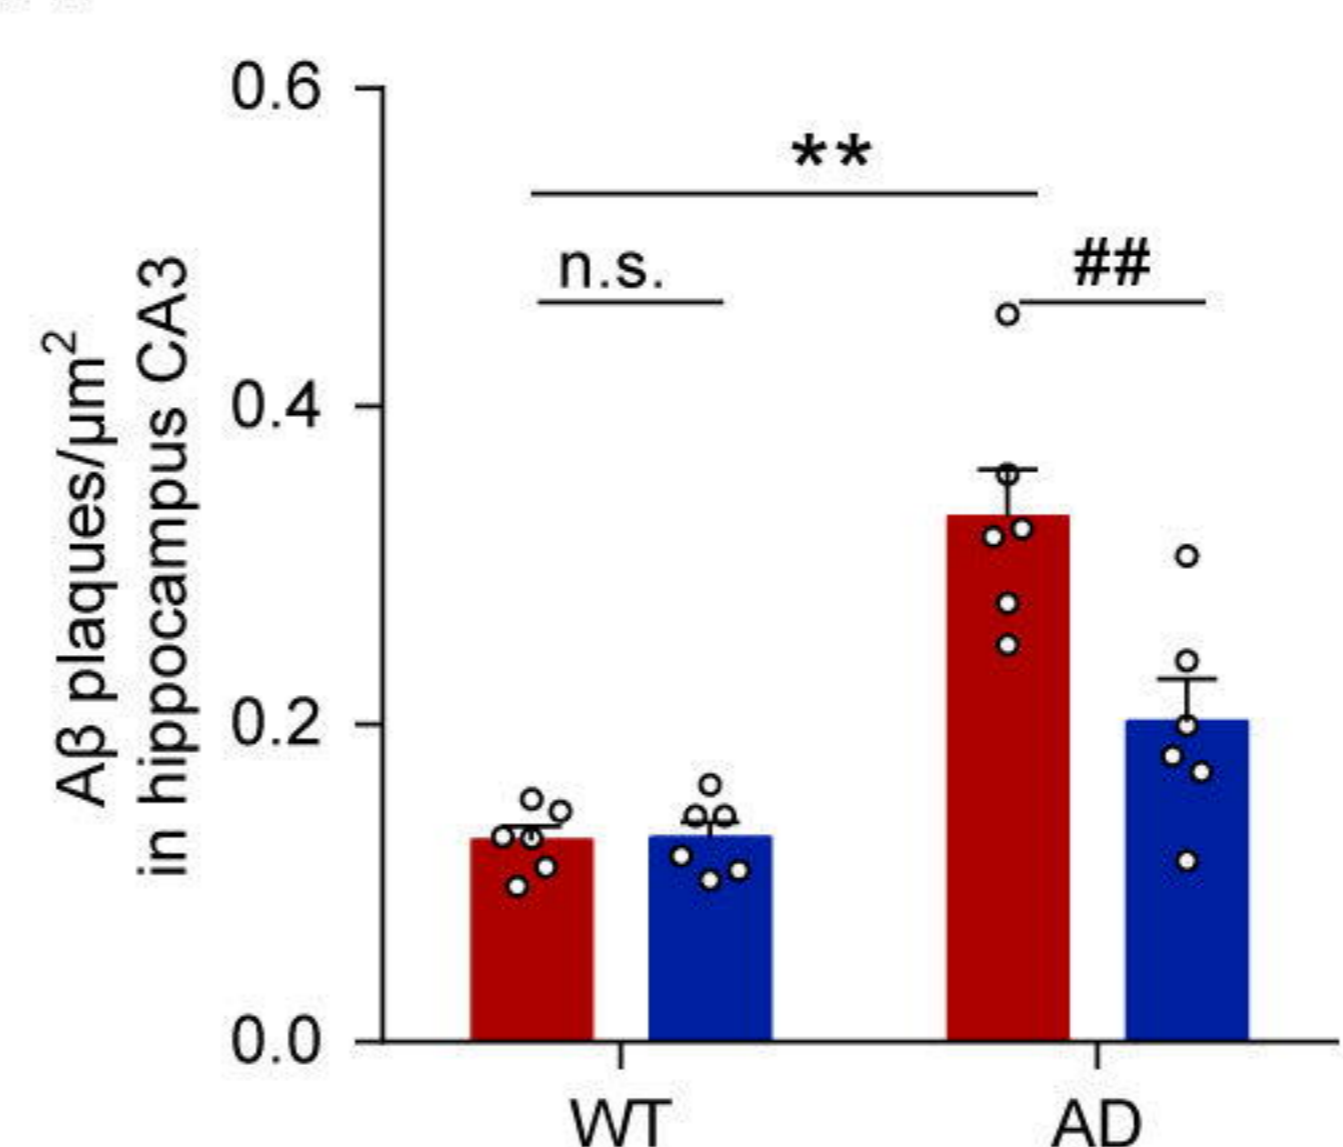 Aβ plaques/μm²
in hippocampus CA3
0.6
0.4
0.2
0.0
**
n.s.
##
WT
AD